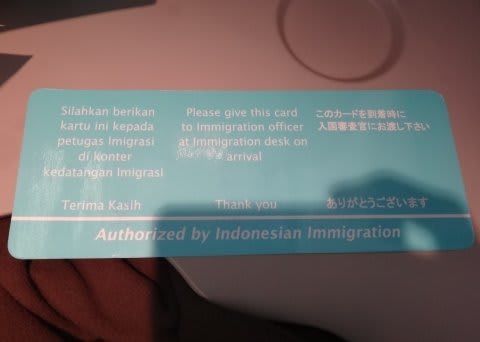 Silahkan berikan
kartu ini kepada
petugas Imigrasi
di konter
kedatangan Imigrasi
Terima Kasih
Please give this card
to Immigration officer
at Immigration desk on
arrival
Thank you
このカードを到着時に
入国審査官にお渡し下さい
ありがとうございます
Authorized by Indonesian Immigration